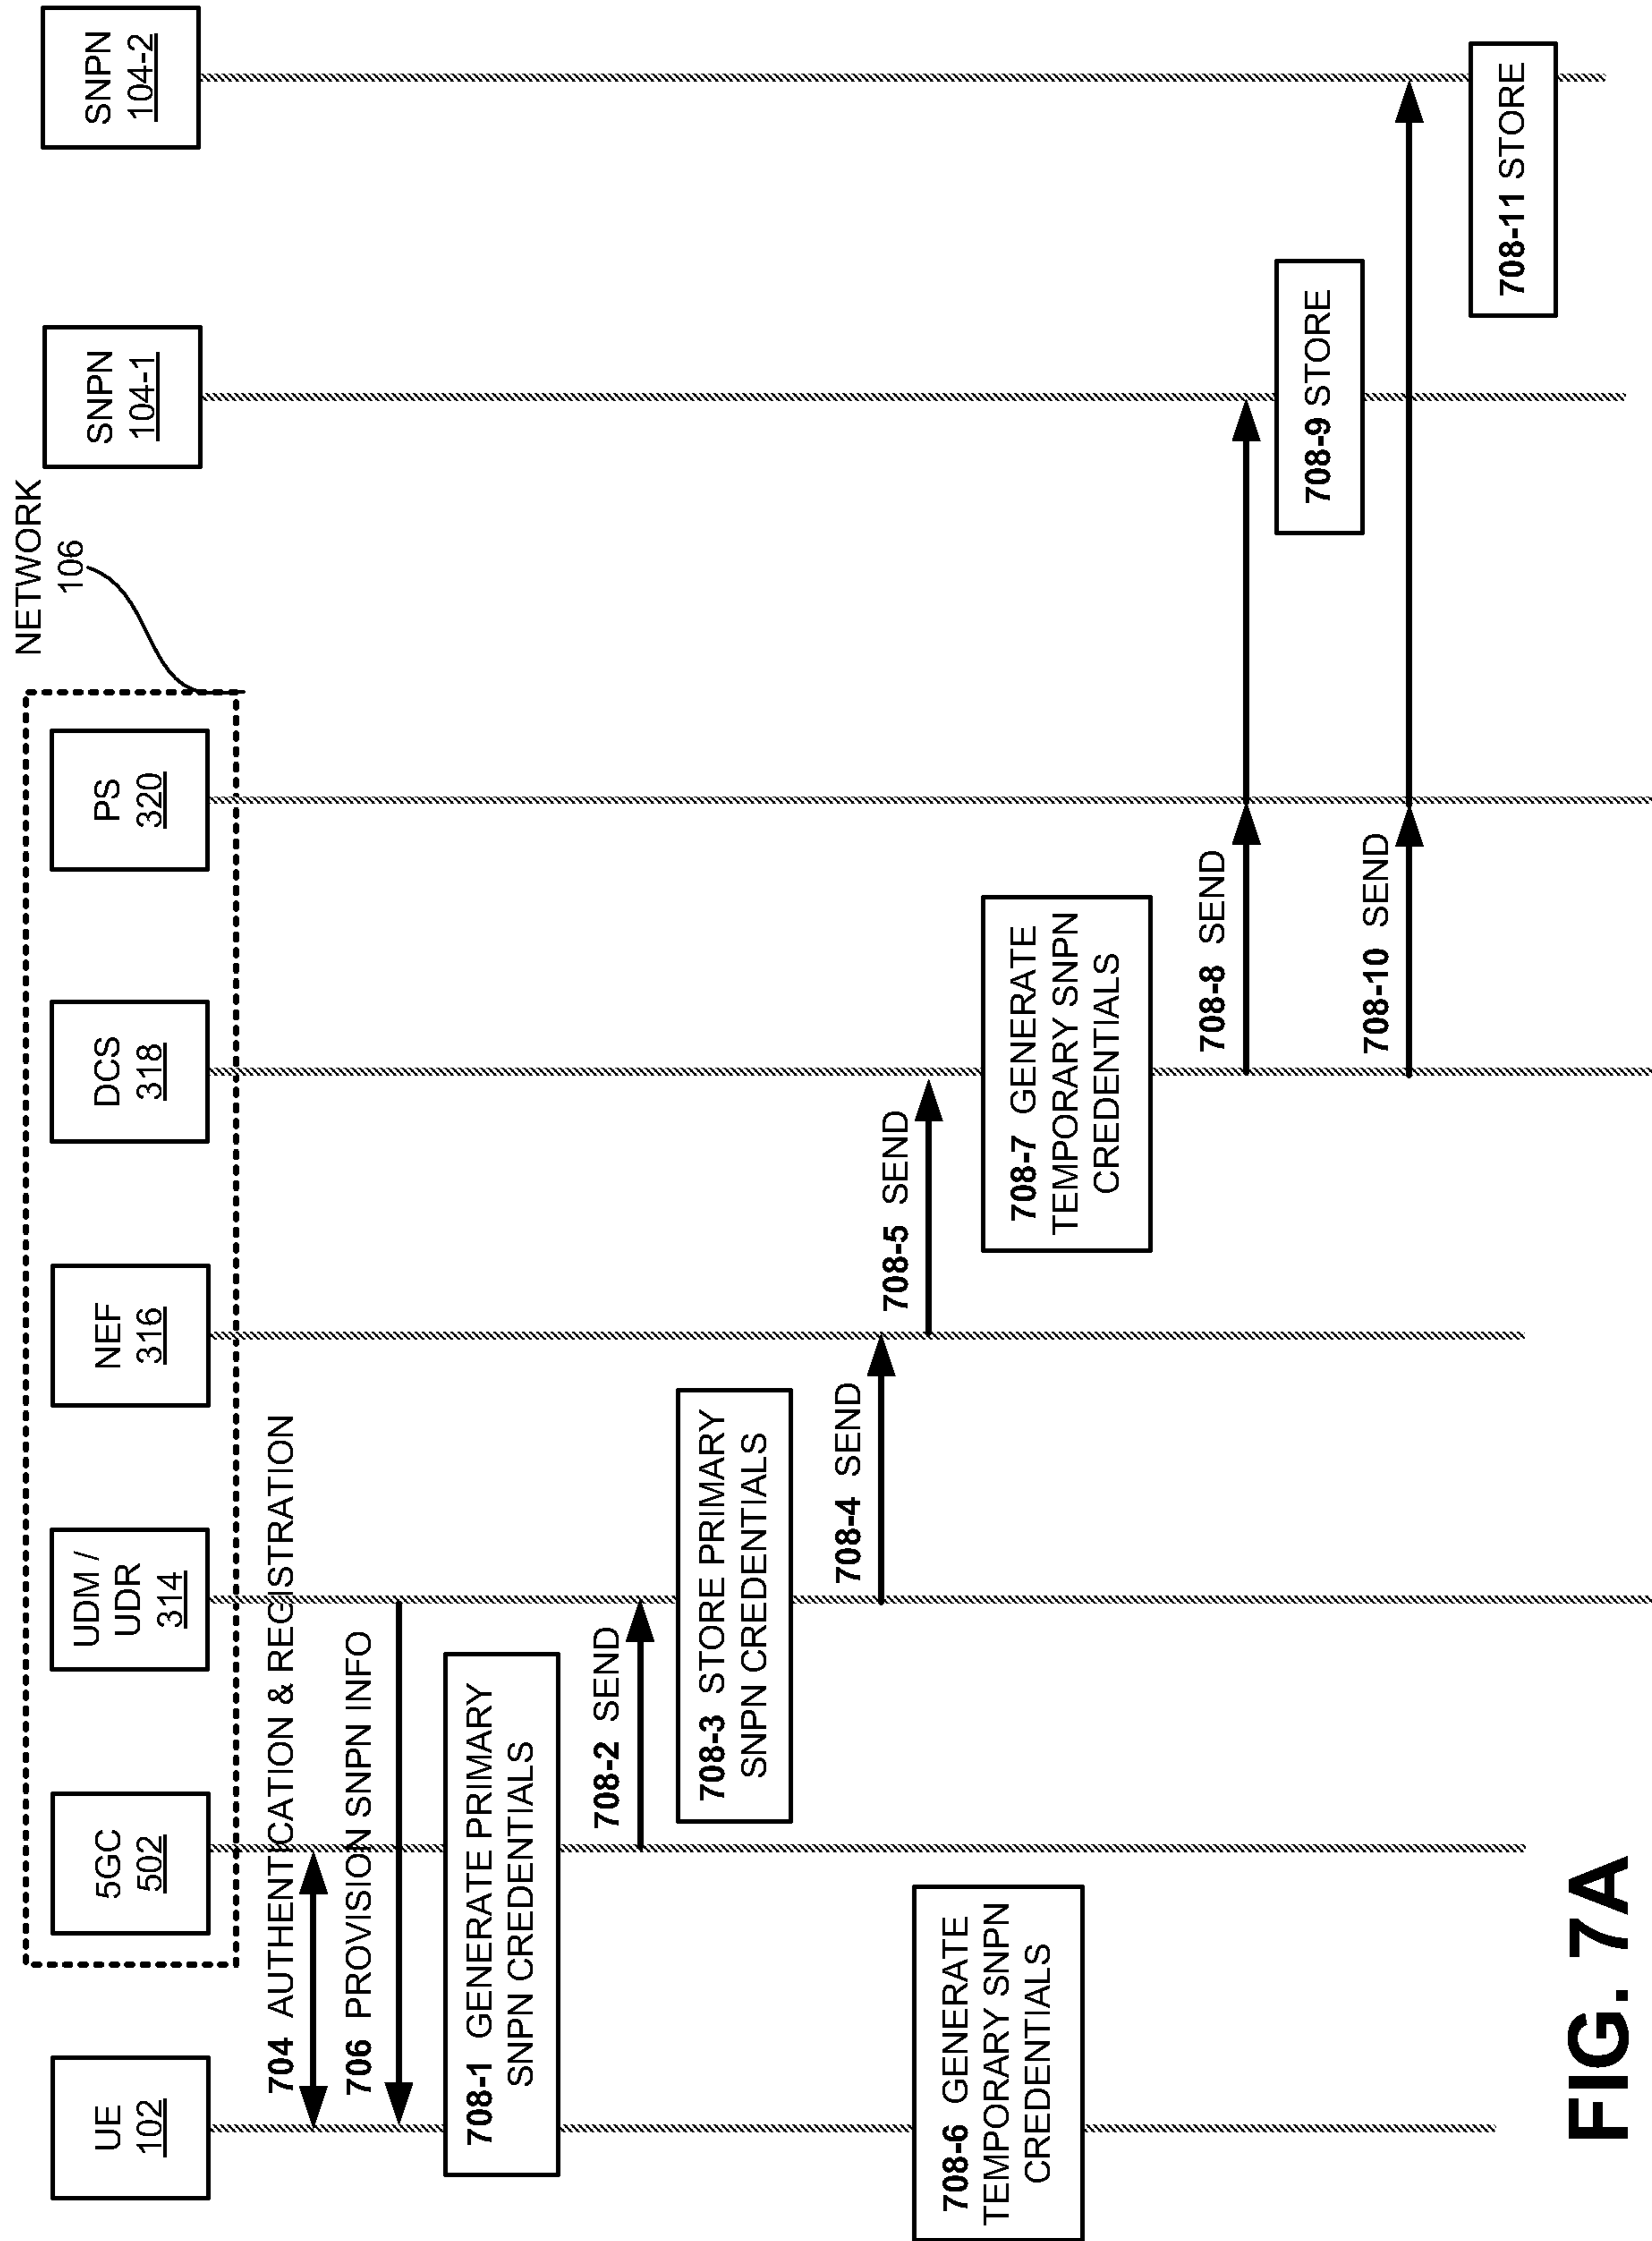 NETWORK
106
UE
102
5GC
502
UDM /
UDR
314
NEF
316
DCS
318
PS
320
SNPN
104-1
SNPN
104-2
704 AUTHENTICATION & REGISTRATION
706 PROVISION SNPN INFO
708-1 GENERATE PRIMARY
SNPN CREDENTIALS
708-2 SEND
708-3 STORE PRIMARY
SNPN CREDENTIALS
708-4 SEND
708-5 SEND
708-6 GENERATE
TEMPORARY SNPN
CREDENTIALS
708-7 GENERATE
TEMPORARY SNPN
CREDENTIALS
708-8 SEND
708-9 STORE
708-10 SEND
708-11 STORE
FIG. 7A